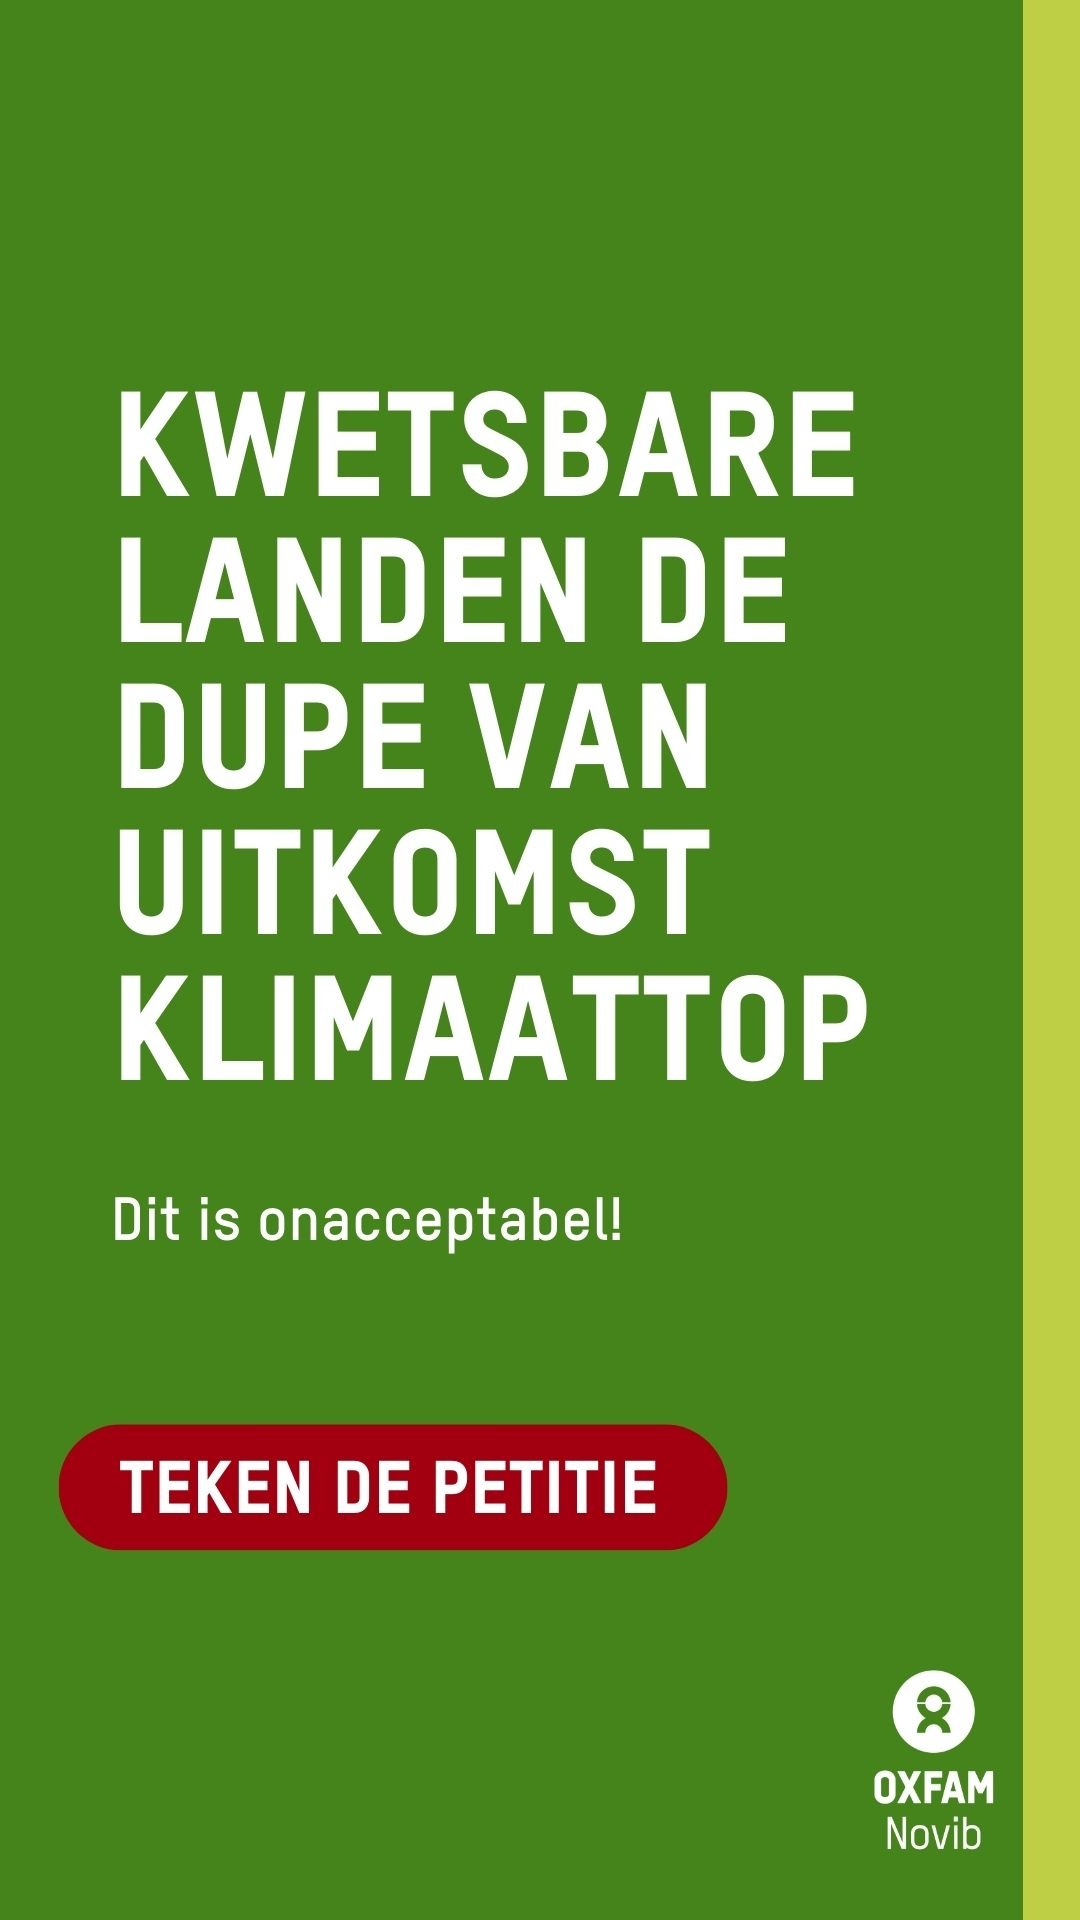 KWETSBARE
LANDEN DE
DUPE VAN
UITKOMST
KLIMAATTOP
Dit is onacceptabel!
TEKEN DE PETITIE
OXFAM
Novib